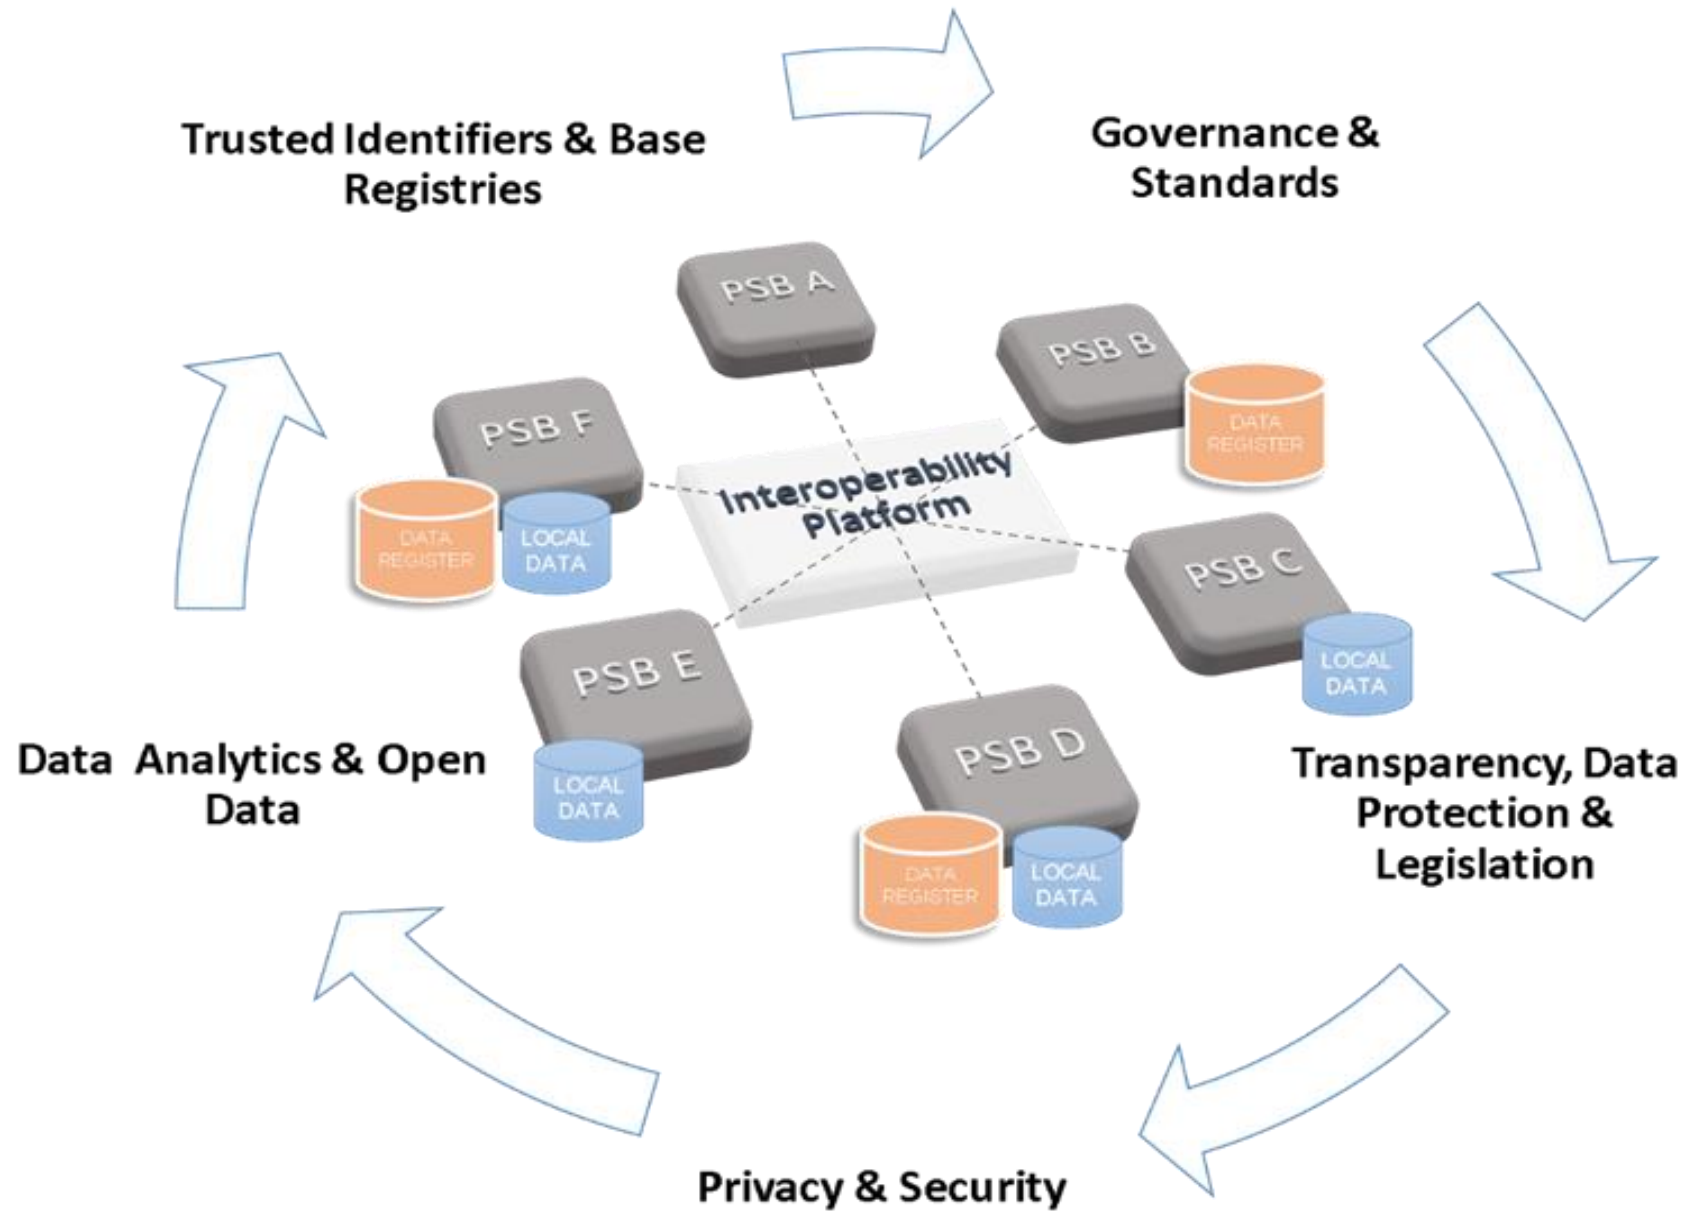 Trusted Identifiers & Base
Registries
Governance &
Standards
PSB A
PSB B
DATA
REGISTER
PSB F
DATA
REGISTER
LOCAL
DATA
Interoperability
Platform
PSB C
LOCAL
DATA
PSB E
LOCAL
DATA
PSB D
DATA
REGISTER
LOCAL
DATA
Data Analytics & Open
Data
Transparency, Data
Protection &
Legislation
Privacy & Security